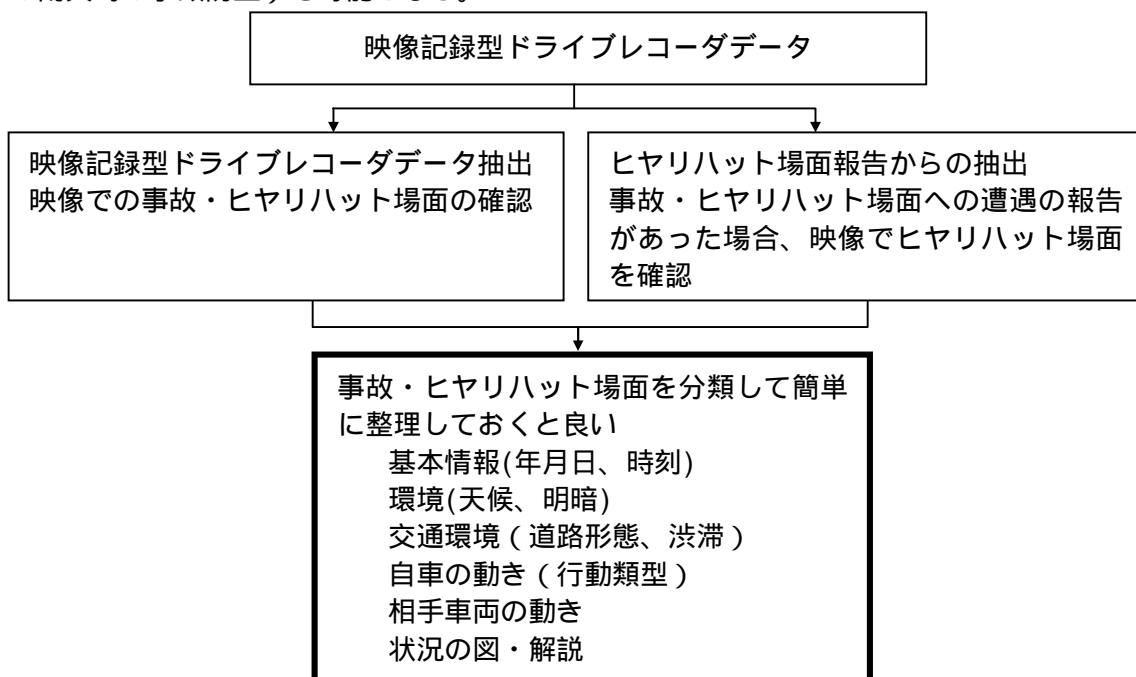 映像記録型ドライブレコーダデータ
映像記録型ドライブレコーダデータ抽出
映像での事故・ヒヤリハット場面の確認
ヒヤリハット場面報告からの抽出
事故・ヒヤリハット場面への遭遇の報告
があった場合、映像でヒヤリハット場面
を確認
事故・ヒヤリハット場面を分類して簡単
に整理しておくと良い
基本情報(年月日、時刻)
環境(天候、明暗)
交通環境(道路形態、渋滞)
自車の動き(行動類型)
相手車両の動き
状況の図・解説